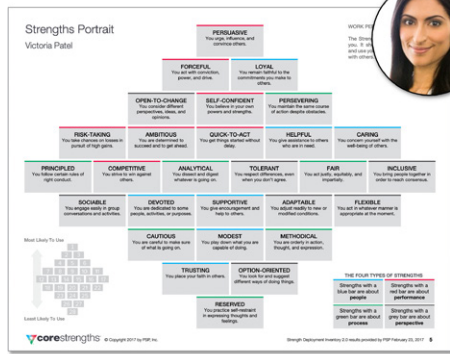 Strengths Portrait
Victoria Patel
WORK
The
PERSUASIVE
You urge, influence, and
convince others.
FORCEFUL
You act with conviction,
power, and drive.
LOYAL
You remain faithful to the
commitments you make to
others.
OPEN-TO-CHANGE
You consider different
perspectives, ideas, and
opinions.
SELF-CONFIDENT
You believe in your own
powers and strengths.
PERSEVERING
You maintain the same course
of action despite obstacles.
RISK-TAKING
You take chances on losses in
pursuit of high gains.
AMBITIOUS
You are determined to
succeed and to get ahead.
QUICK-TO-ACT
You get things started without
delay.
HELPFUL
You give assistance to others
who are in need.
CARING
You concern yourself with the
well-being of others.
PRINCIPLED
You follow certain rules of
right conduct.
COMPETITIVE
You strive to win against
others.
ANALYTICAL
You dissect and digest
whatever is going on.
TOLERANT
You respect differences, even
when you don't agree.
FAIR
You act justly, equitably, and
impartially.
INCLUSIVE
You bring people together in
order to reach consensus.
SOCIABLE
You engage easily in group
conversations and activities.
DEVOTED
You are dedicated to some
people, activities, or purposes.
SUPPORTIVE
You give encouragement and
help to others.
ADAPTABLE
You adjust readily to new or
modified conditions.
FLEXIBLE
You act in whatever manner is
appropriate at the moment.
CAUTIOUS
You are careful to make sure
of what is going on.
MODEST
You play down what you are
capable of doing.
METHODICAL
You are orderly in action,
thought, and expression.
TRUSTING
You place your faith in others.
OPTION-ORIENTED
You look for and suggest
different ways of doing things.
RESERVED
You practice self-restraint
in expressing thoughts and
feelings.
Most Likely To Use
Least Likely To Use
THE FOUR TYPES OF STRENGTHS
Strengths with a
blue bar are about
people
Strengths with a
red bar are about
performance
Strengths with a
green bar are about
process
Strengths with a
grey bar are about
perspective
corestrengths
© Copyright 2017 by PSP, Inc.
Strength Deployment Inventory 2.0 results provided by PSP February 20, 2017 5